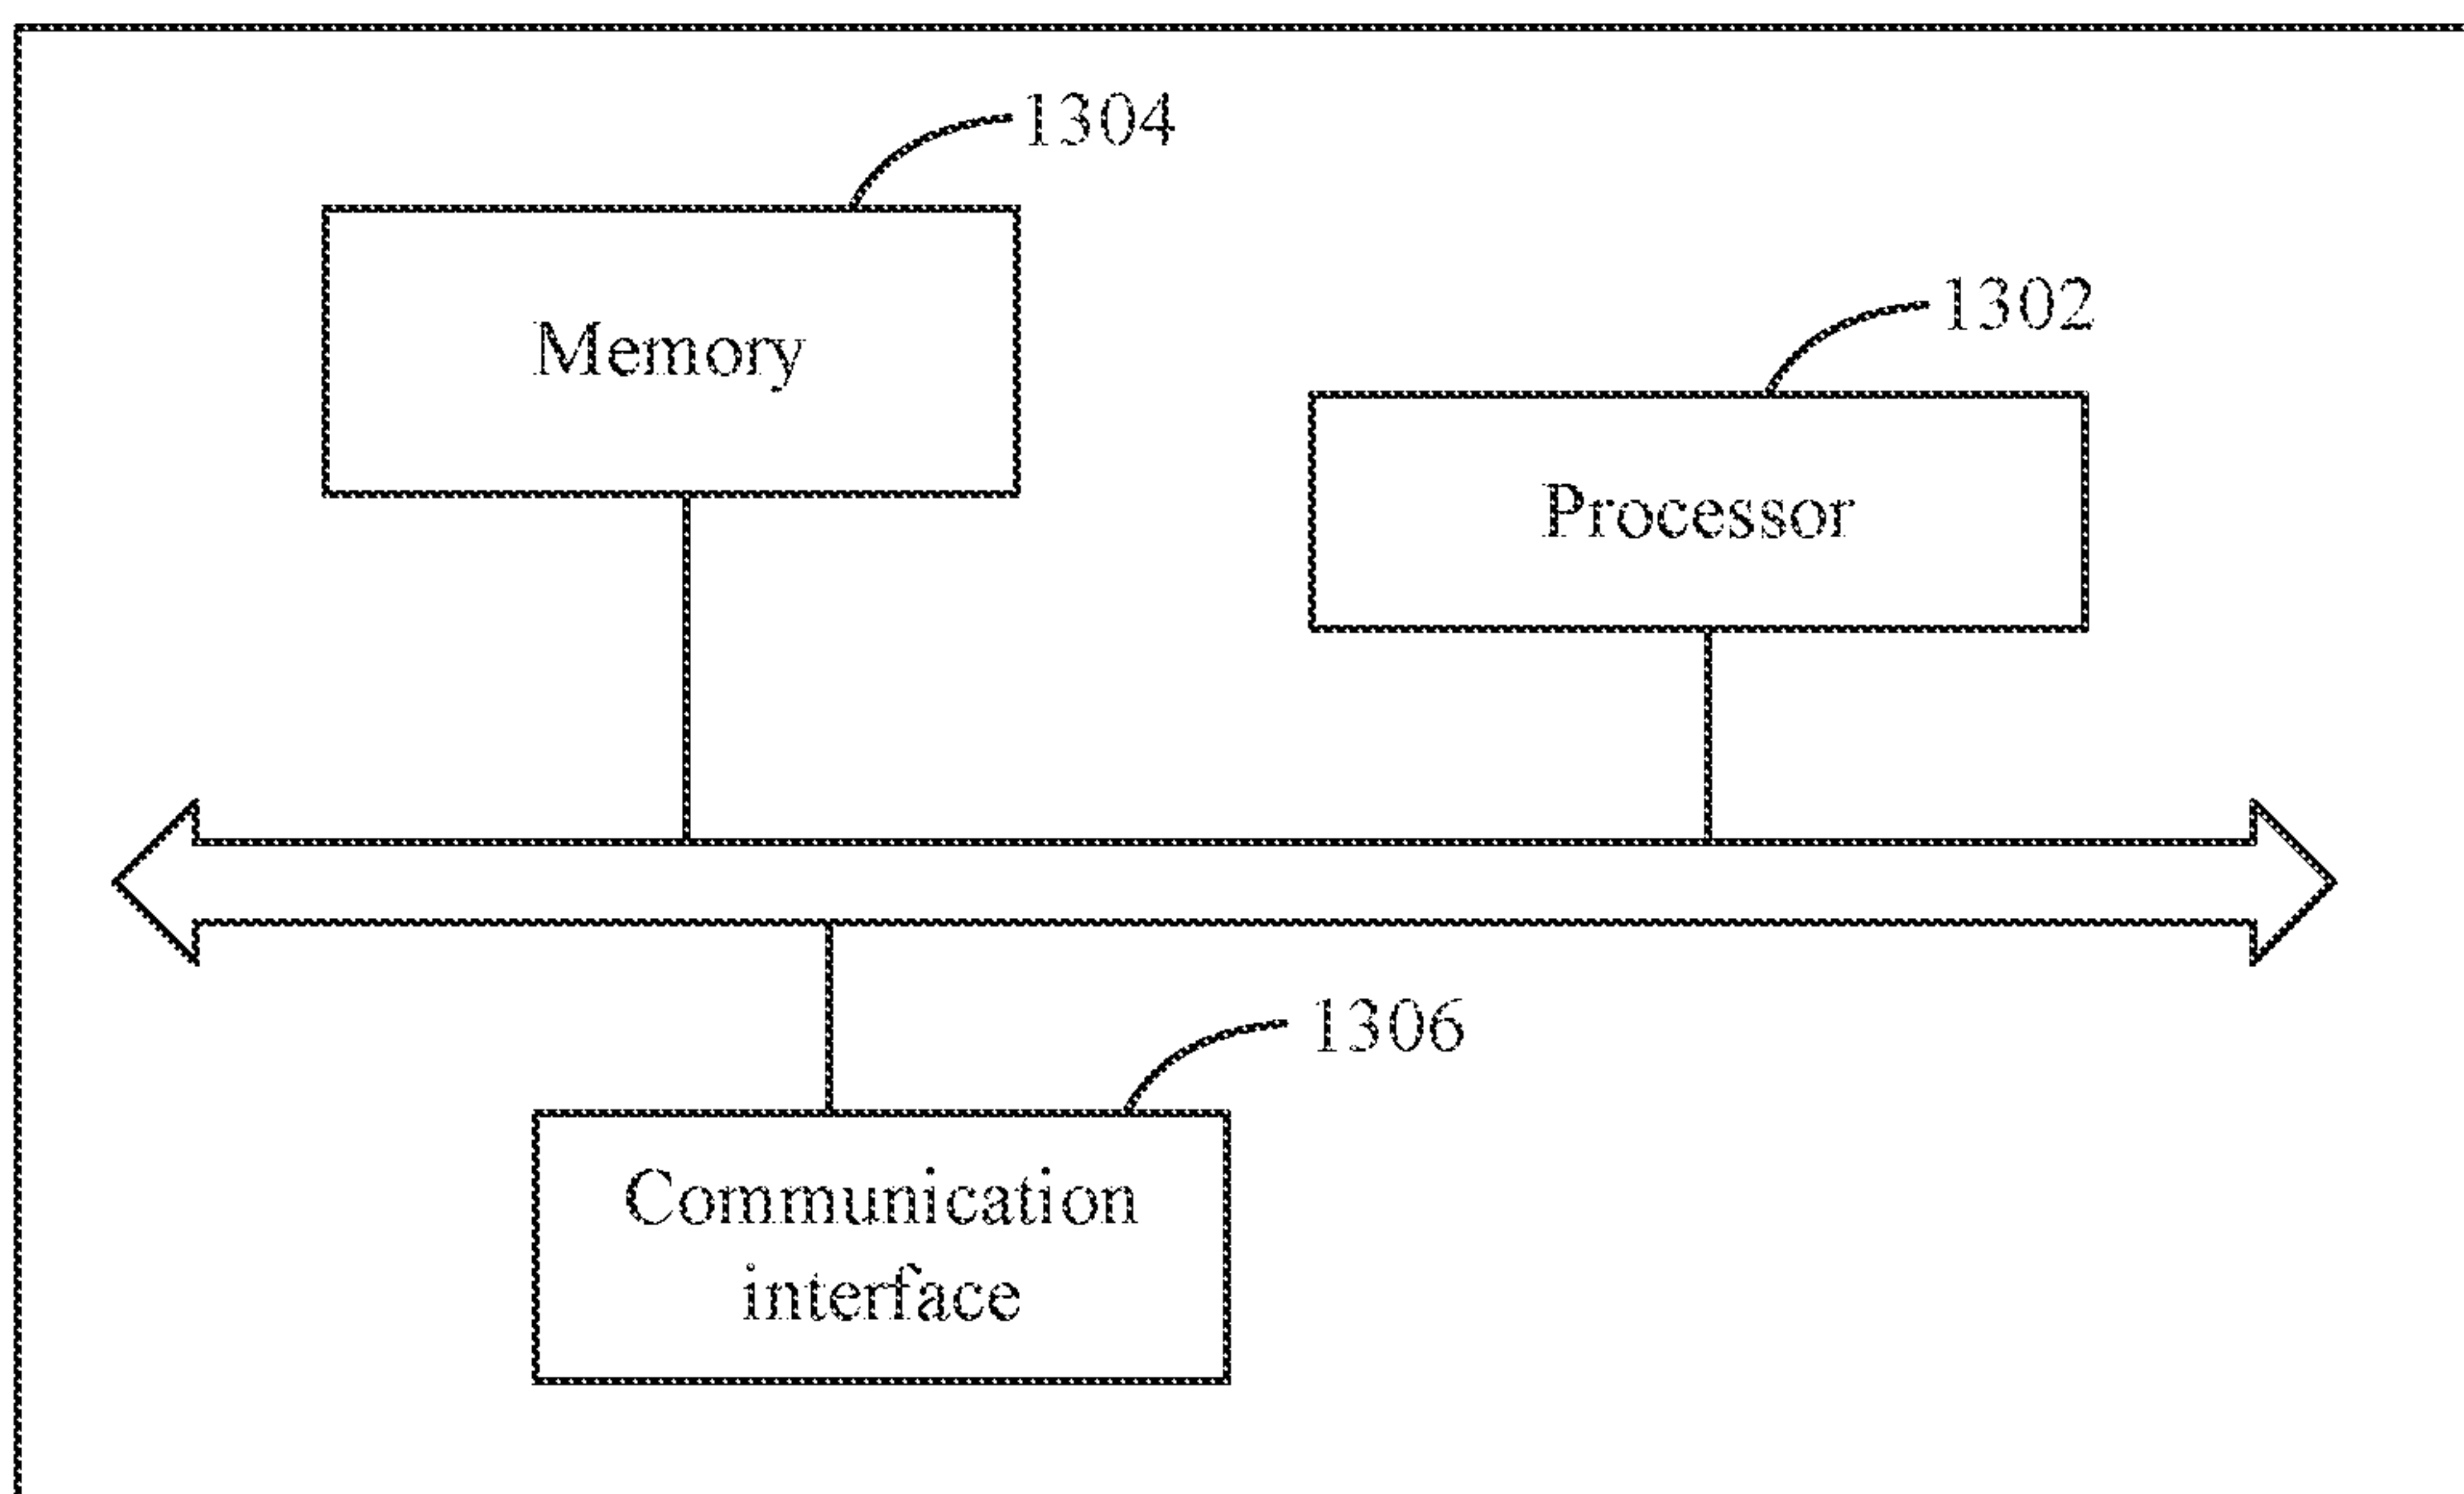 1304
Memory
1302
Processor
1306
Communication
interface